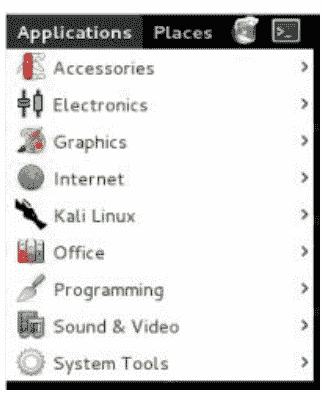 Applications Places
Accessories
Electronics
Graphics
Internet
Kali Linux
Office
Programming
Sound & Video
System Tools